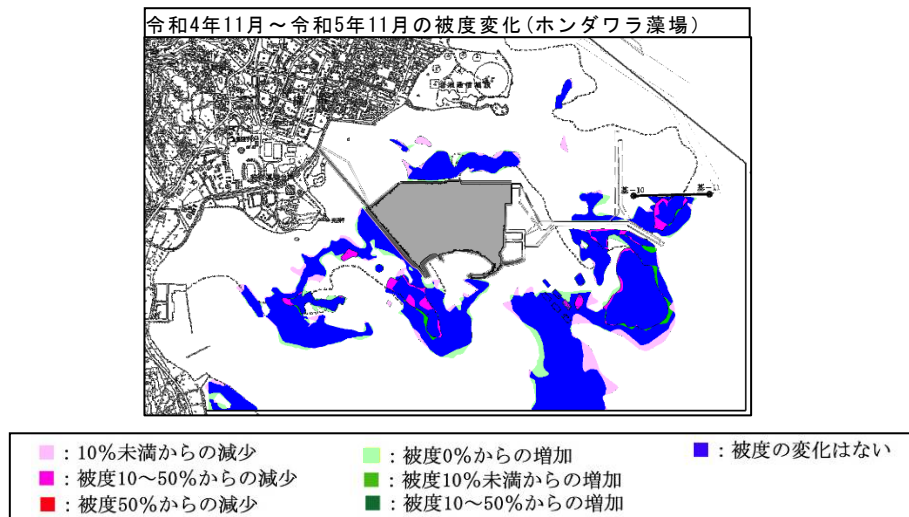 令和4年11月～令和5年11月の被度変化(ホンダワラ藻場)
基-10
基-11
：10%未満からの減少
：被度10～50%からの減少
：被度50%からの減少
：被度0%からの増加
：被度10%未満からの増加
：被度10～50%からの増加
：被度の変化はない